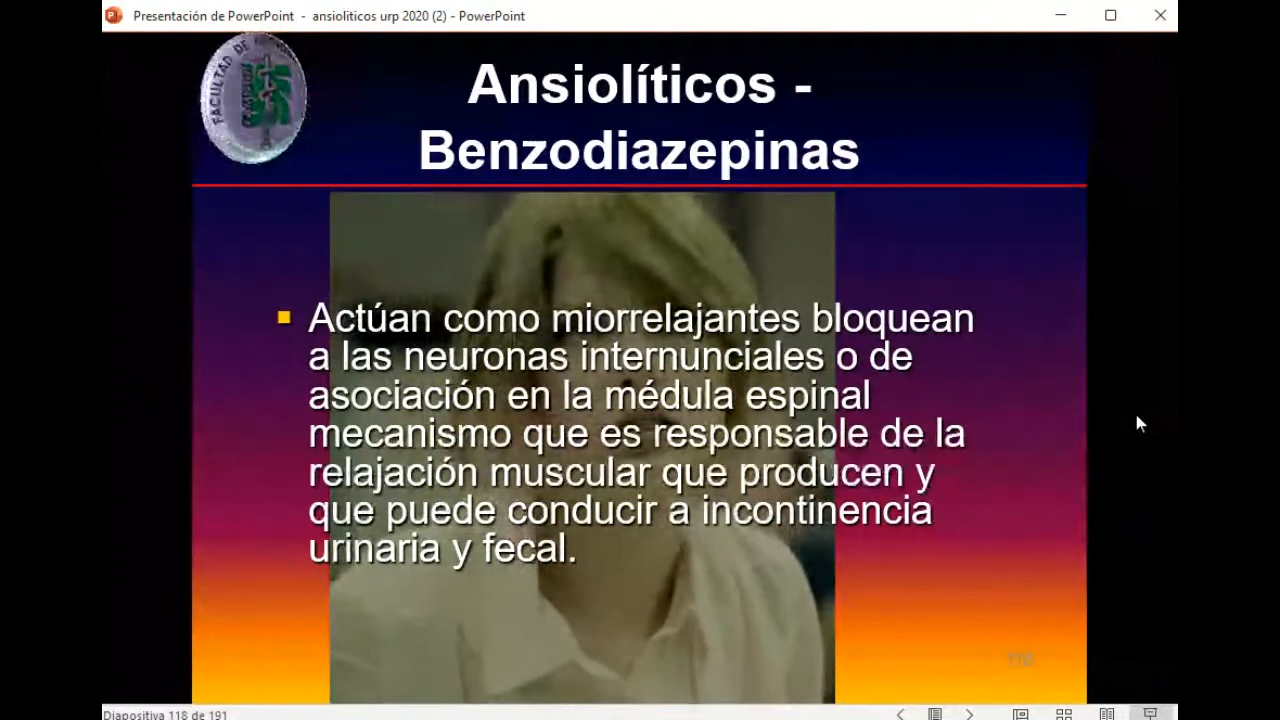 Presentación de PowerPoint - ansioliticos urp 2020 (2) - PowerPoint
FACULTAD DE
Ansiolíticos -
Benzodiazepinas
Actúan como miorrelajantes bloquean
a las neuronas internunciales o de
asociación en la médula espinal
mecanismo que es responsable de la
relajación muscular que producen y
que puede conducir a incontinencia
urinaria y fecal.
118
Diapositiva 118 de 191